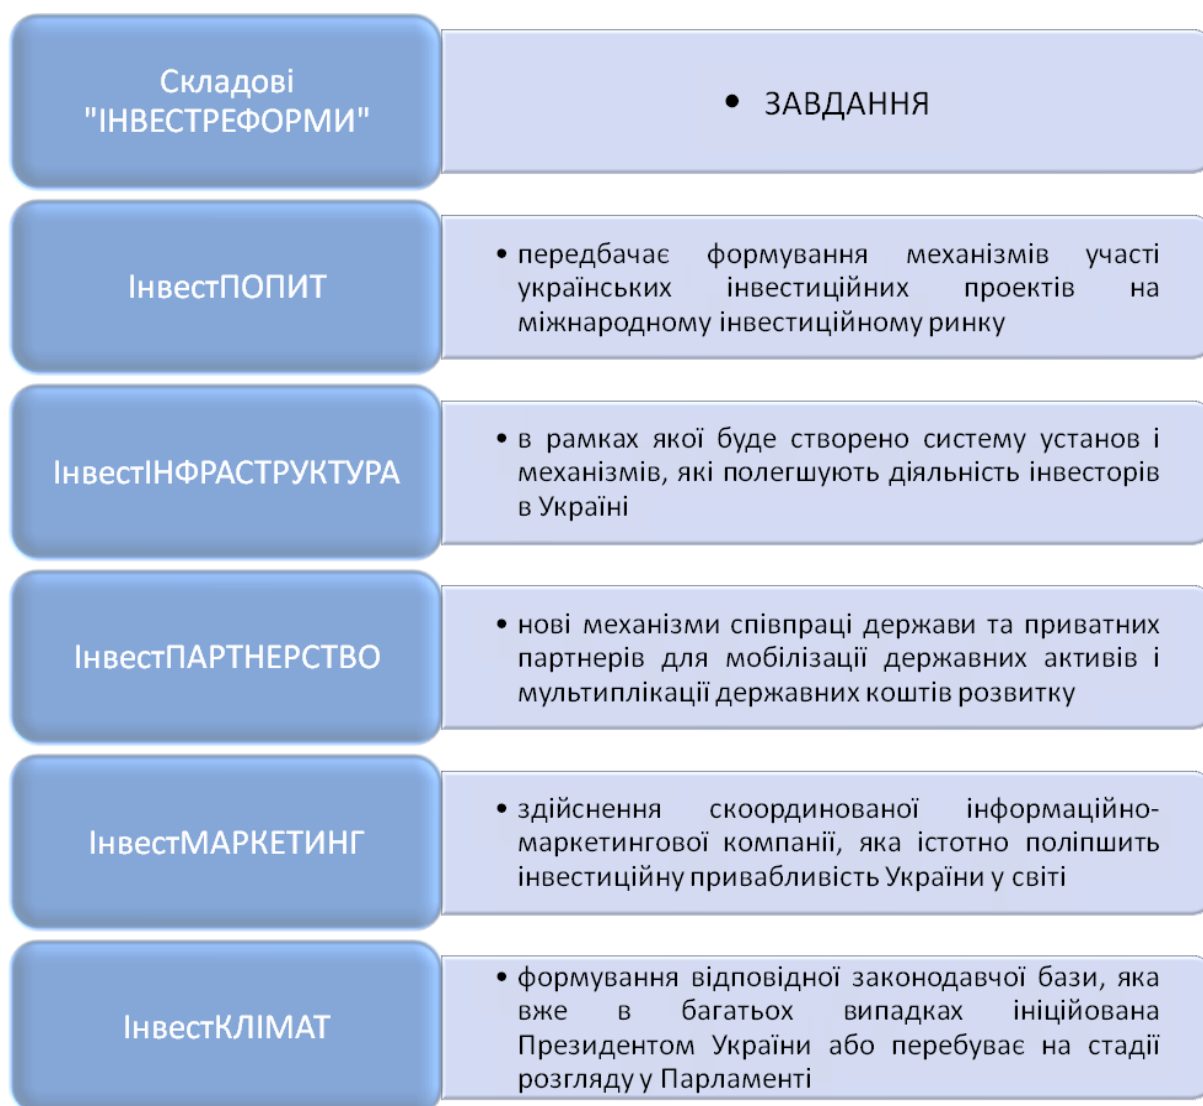 Складові
"ІНВЕСТРЕФОРМИ"
• ЗАВДАННЯ
ІнвестПОПИТ
• передбачає формування механізмів участі
українських інвестиційних проектів на
міжнародному інвестиційному ринку
ІнвестІНФРАСТРУКТУРА
• в рамках якої буде створено систему установ і
механізмів, які полегшують діяльність інвесторів
в Україні
ІнвестПАРТНЕРСТВО
• нові механізми співпраці держави та приватних
партнерів для мобілізації державних активів і
мультиплікації державних коштів розвитку
ІнвестМАРКЕТИНГ
• здійснення скоординованої інформаційно-
маркетингової компанії, яка істотно поліпшить
інвестиційну привабливість України у світі
ІнвестКЛІМАТ
• формування відповідної законодавчої бази, яка
вже в багатьох випадках ініційована
Президентом України або перебуває на стадії
розгляду у Парламенті